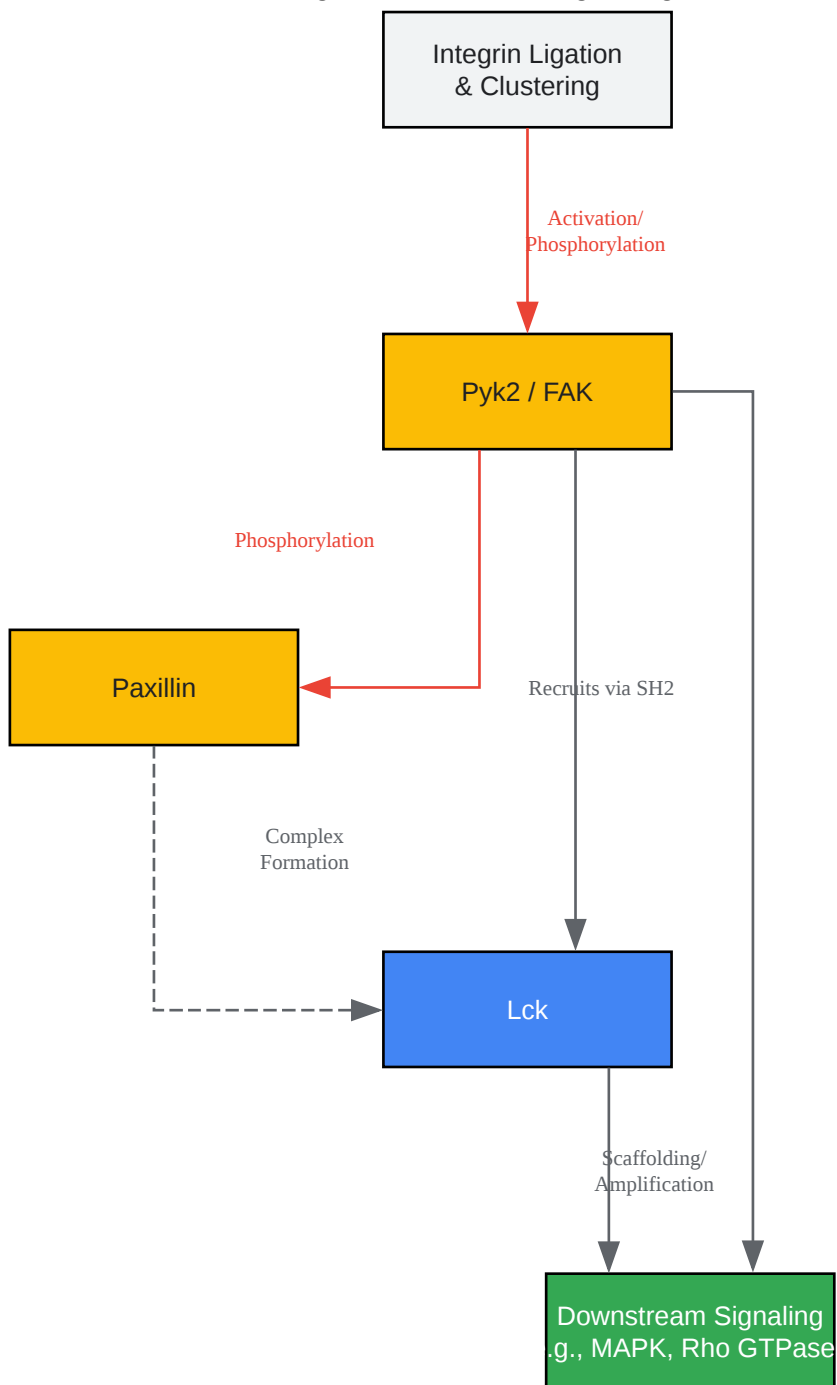 Integrin Ligation
& Clustering
Activation/
Phosphorylation
Pyk2 / FAK
Phosphorylation
Paxillin
Recruits via SH2
Complex
Formation
Lck
Scaffolding/
Amplification
Downstream Signaling
.g., MAPK, Rho GTPase